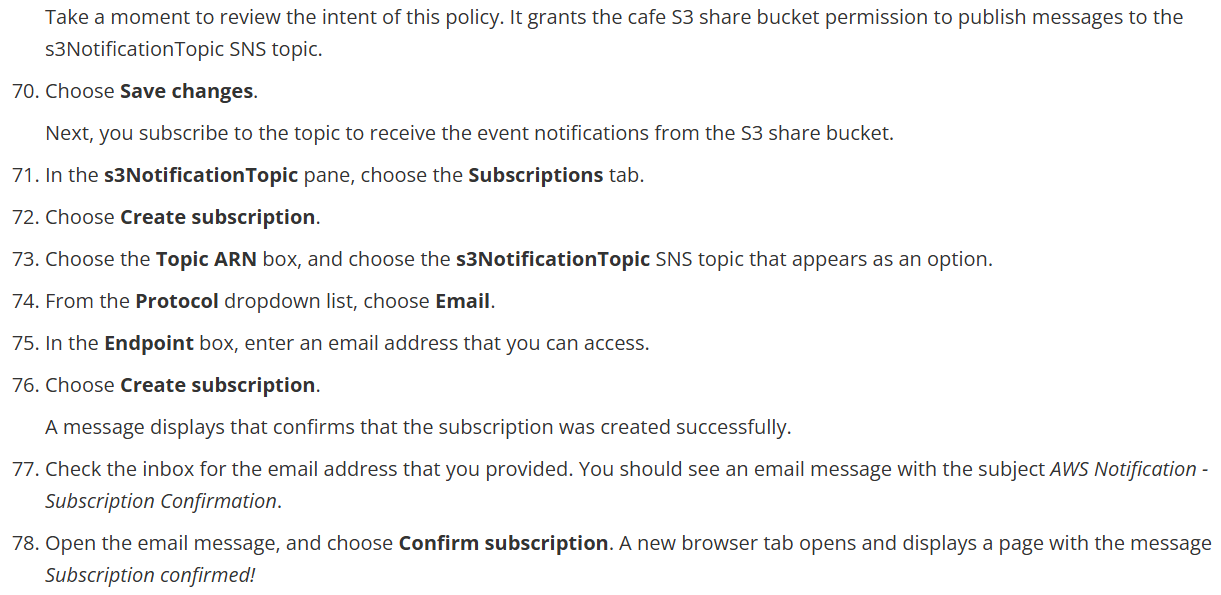 Take a moment to review the intent of this policy. It grants the cafe S3 share bucket permission to publish messages to the
s3NotificationTopic SNS topic.
70. Choose Save changes.
Next, you subscribe to the topic to receive the event notifications from the S3 share bucket.
71. In the s3NotificationTopic pane, choose the Subscriptions tab.
72. Choose Create subscription.
73. Choose the Topic ARN box, and choose the s3NotificationTopic SNS topic that appears as an option.
74. From the Protocol dropdown list, choose Email.
75. In the Endpoint box, enter an email address that you can access.
76. Choose Create subscription.
A message displays that confirms that the subscription was created successfully.
77. Check the inbox for the email address that you provided. You should see an email message with the subject AWS Notification -
Subscription Confirmation.
78. Open the email message, and choose Confirm subscription. A new browser tab opens and displays a page with the message
Subscription confirmed!